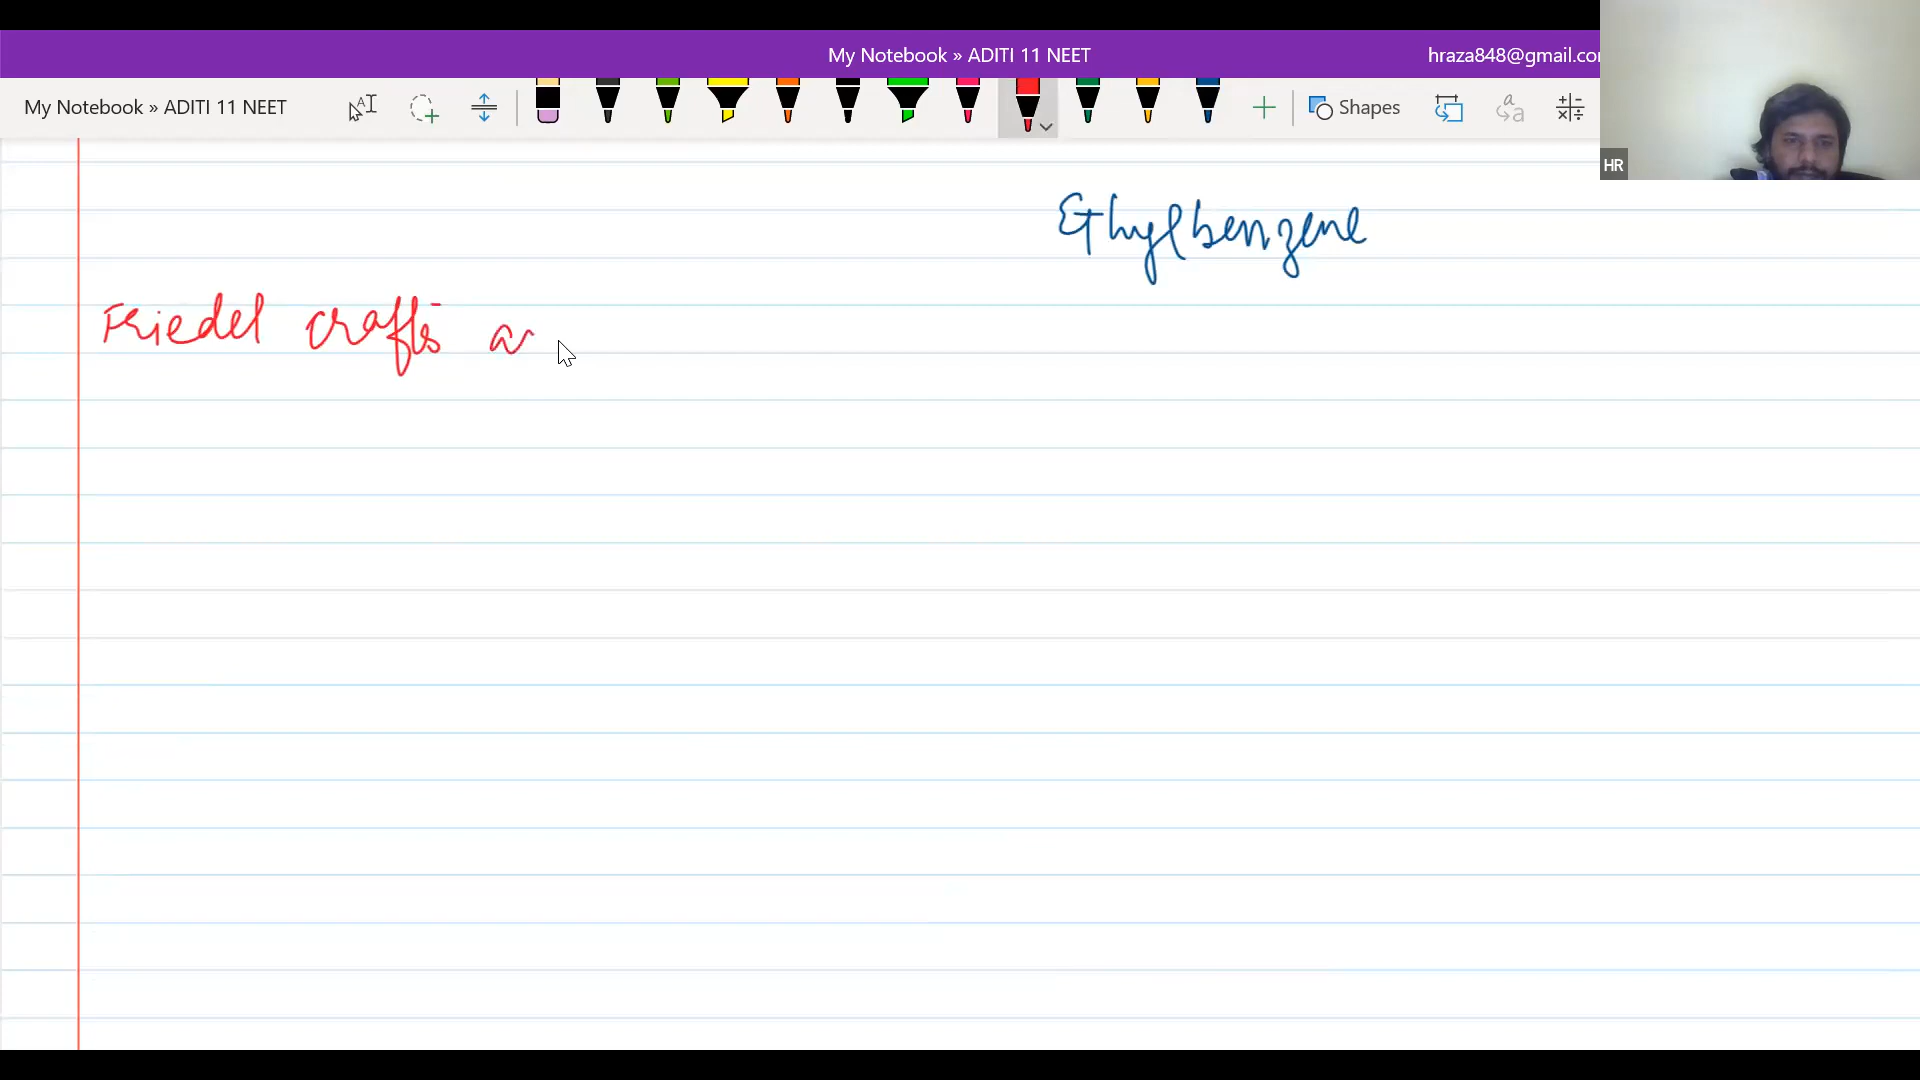 My Notebook » ADITI 11 NEET
hraza848@gmail.co
My Notebook » ADITI 11 NEET
Shapes
HR
Ethylbenzene
Friedel crafts